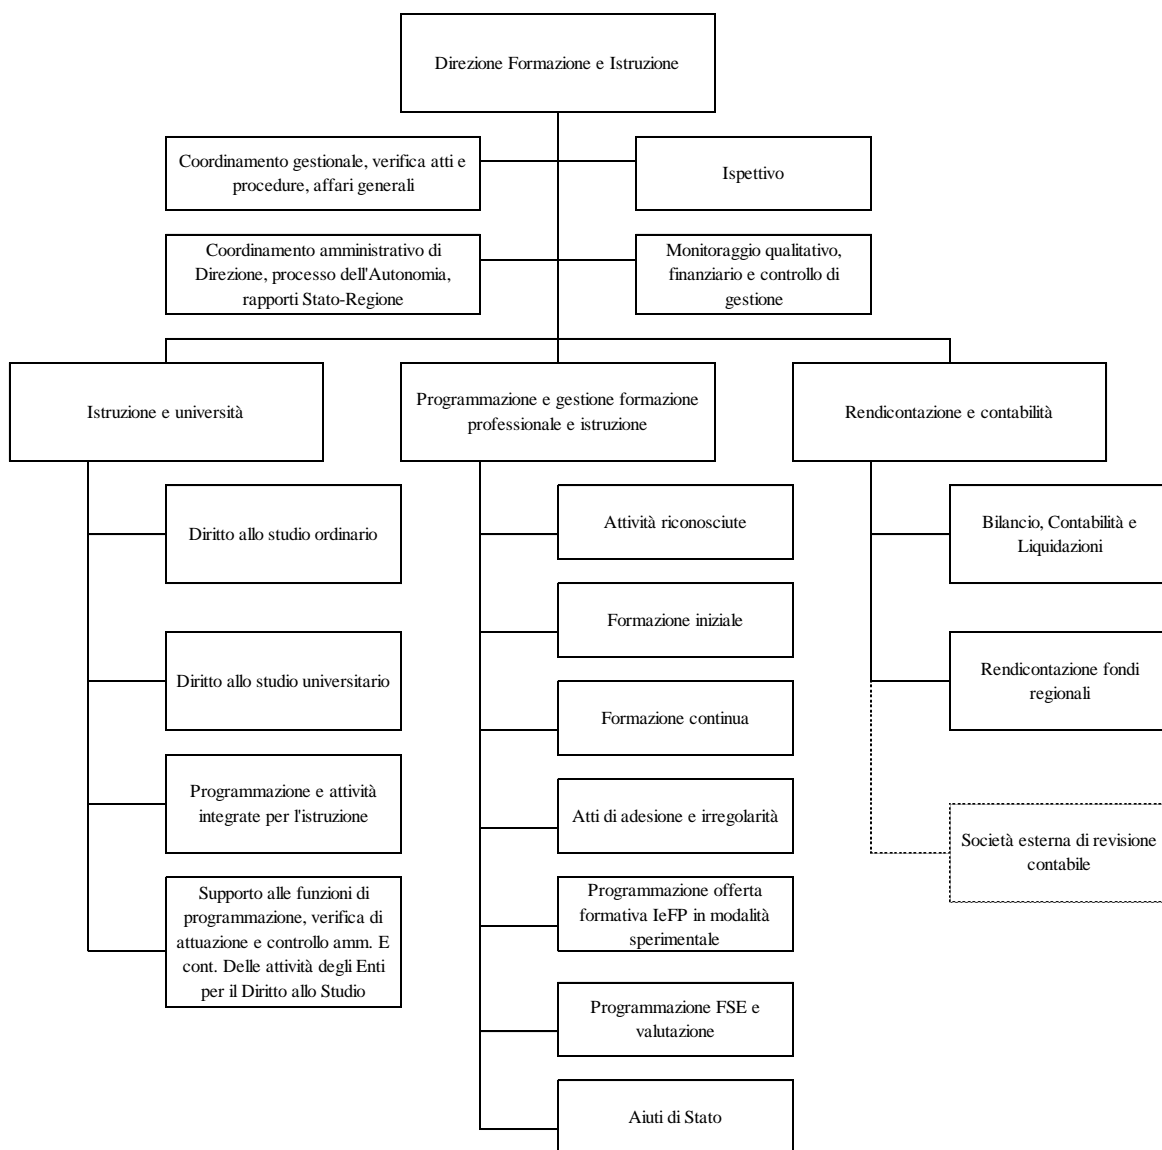 Direzione Formazione e Istruzione
Coordinamento gestionale, verifica atti e
procedure, affari generali
Ispettivo
Coordinamento amministrativo di
Direzione, processo dell'Autonomia,
rapporti Stato-Regione
Monitoraggio qualitativo,
finanziario e controllo di
gestione
Istruzione e università
Programmazione e gestione formazione
professionale e istruzione
Rendicontazione e contabilità
Diritto allo studio ordinario
Diritto allo studio universitario
Programmazione e attività
integrate per l'istruzione
Supporto alle funzioni di
programmazione, verifica di
attuazione e controllo amm. E
cont. Delle attività degli Enti
per il Diritto allo Studio
Attività riconosciute
Formazione iniziale
Formazione continua
Atti di adesione e irregolarità
Programmazione offerta
formativa IeFP in modalità
sperimentale
Programmazione FSE e
valutazione
Aiuti di Stato
Bilancio, Contabilità e
Liquidazioni
Rendicontazione fondi
regionali
Società esterna di revisione
contabile